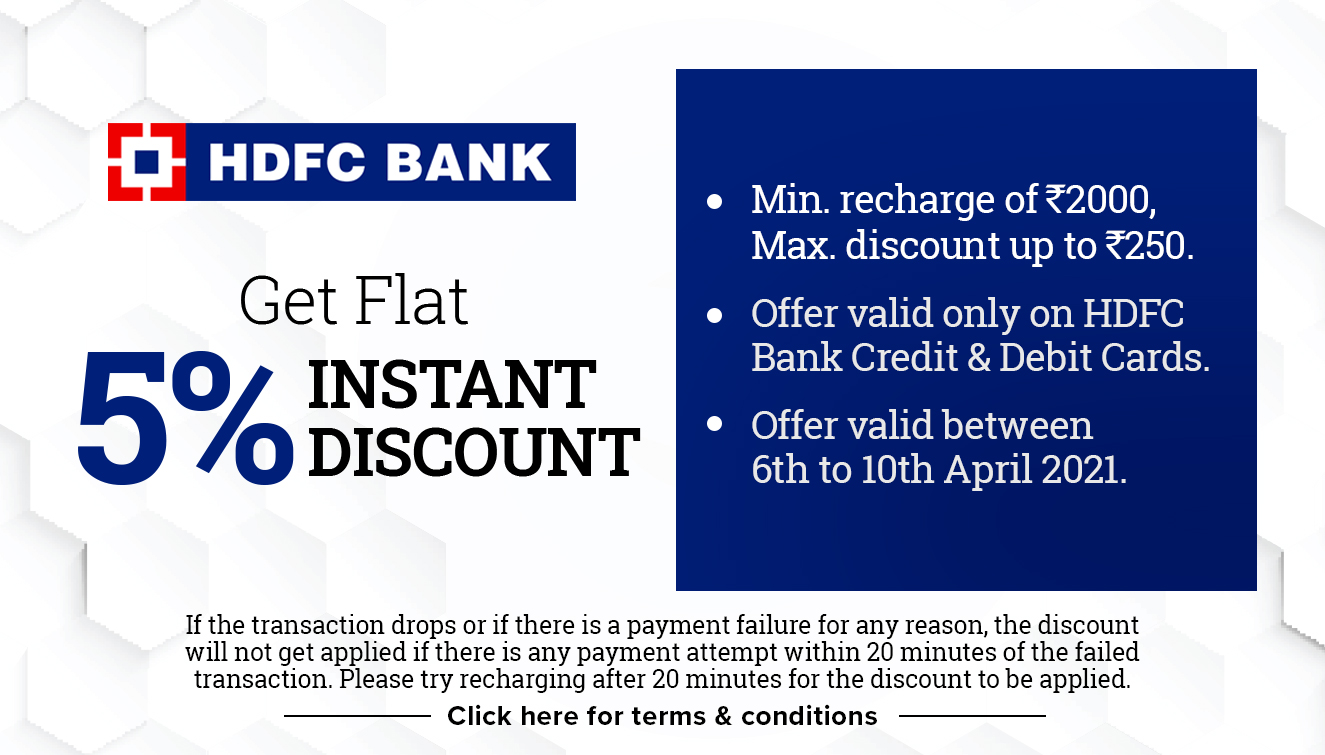 HDFC BANK
Get Flat
5% INSTANT
DISCOUNT
• Min. recharge of ₹2000,
Max. discount up to ₹250.
• Offer valid only on HDFC
Bank Credit & Debit Cards.
• Offer valid between
6th to 10th April 2021.
If the transaction drops or if there is a payment failure for any reason, the discount
will not get applied if there is any payment attempt within 20 minutes of the failed
transaction. Please try recharging after 20 minutes for the discount to be applied.
Click here for terms & conditions